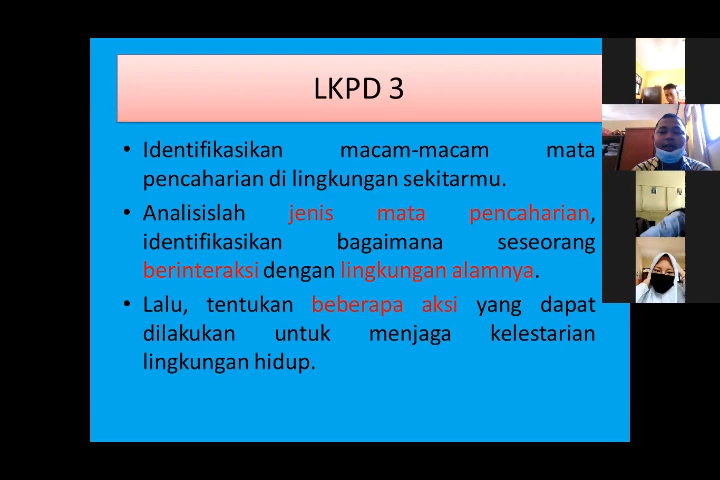 LKPD 3
• Identifikasikan macam-macam mata
pencaharian di lingkungan sekitarmu.
• Analisislah jenis mata pencaharian,
identifikasikan bagaimana seseorang
berinteraksi dengan lingkungan alamnya.
• Lalu, tentukan beberapa aksi yang dapat
dilakukan untuk menjaga kelestarian
lingkungan hidup.